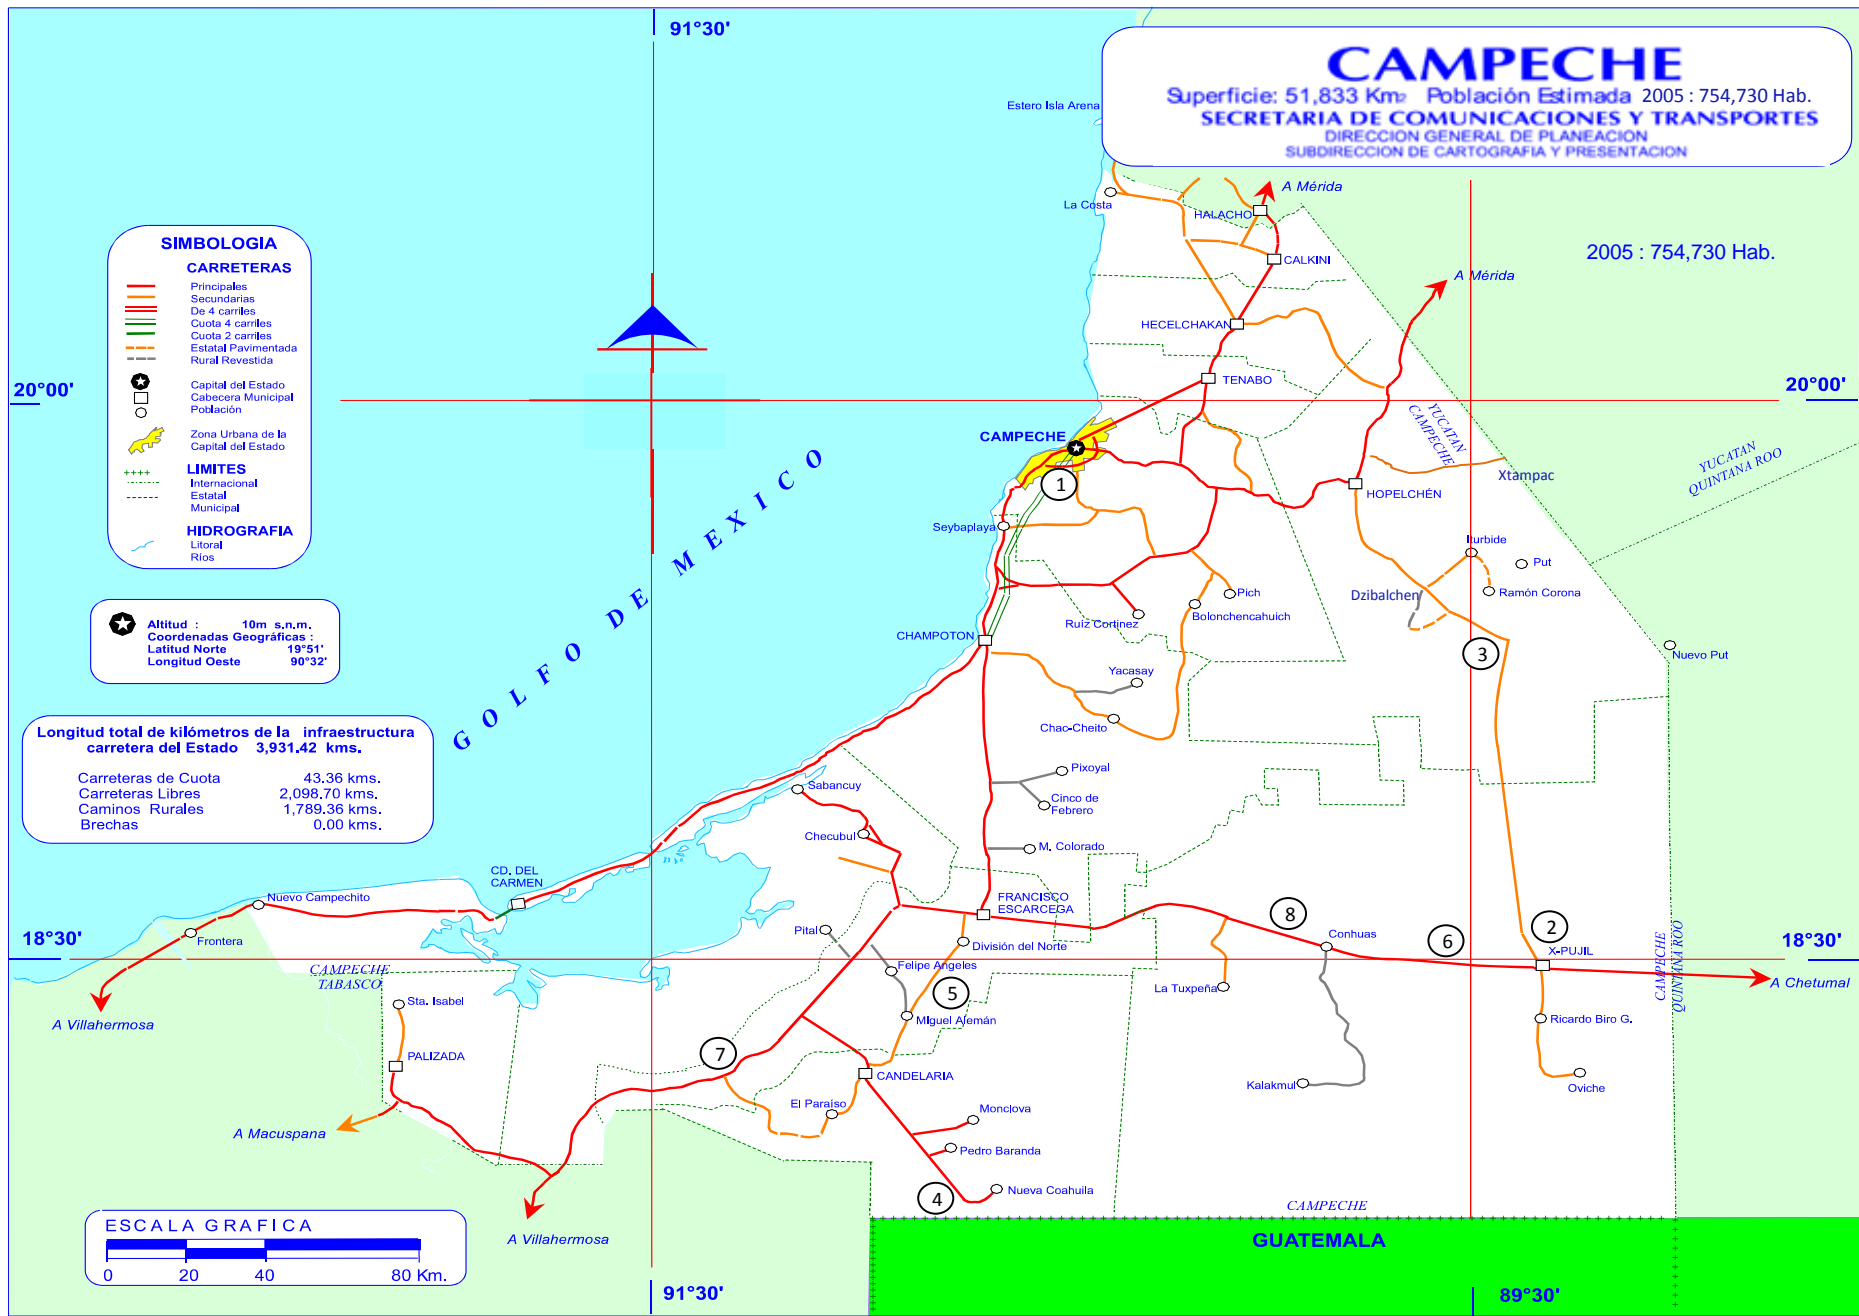 91°30'
CAMPECHE
Superficie: 51,833 Km2 Población Estimada 2005 : 754,730 Hab.
SECRETARIA DE COMUNICACIONES Y TRANSPORTES
DIRECCION GENERAL DE PLANEACION
SUBDIRECCION DE CARTOGRAFIA Y PRESENTACION
Estero Isla Arena
A Mérida
La Costa
HALACHO
2005 : 754,730 Hab.
CALKINI
A Mérida
SIMBOLOGIA
CARRETERAS
Principales
Secundarias
De 4 carriles
Cuota 4 carriles
Cuota 2 carriles
Estatal Pavimentada
Rural Revestida
Capital del Estado
Cabecera Municipal
Población
Zona Urbana de la
Capital del Estado
LIMITES
Internacional
Estatal
Municipal
HIDROGRAFIA
Litoral
Ríos
HECELCHAKAN
TENABO
20°00'
20°00'
YUCATAN
CAMPECHE
CAMPECHE
YUCATAN
QUINTANA ROO
Xtampac
HOPELCHÉN
1
Seybaplaya
GOLFO DE MEXICO
Iturbide
Put
Dzibalchen
Ramón Corona
Pich
Bolonchencahuich
Ruíz Cortinez
Altitud : 10m s.n.m.
Coordenadas Geográficas :
Latitud Norte 19°51'
Longitud Oeste 90°32'
CHAMPOTON
3
Nuevo Put
Yacasay
Chac-Cheito
Longitud total de kilómetros de la infraestructura
carretera del Estado 3,931.42 kms.
Carreteras de Cuota 43.36 kms.
Carreteras Libres 2,098.70 kms.
Caminos Rurales 1,789.36 kms.
Brechas 0.00 kms.
Pixoyal
Sabancuy
Cinco de
Febrero
Checubul
M. Colorado
CD. DEL
CARMEN
Nuevo Campechito
FRANCISCO
ESCARCEGA
8
Conhuas
6
2
X-PUJIL
Pital
División del Norte
Frontera
18°30'
18°30'
CAMPECHE
TABASCO
CAMPECHE
QUINTANA ROO
Felipe Angeles
5
La Tuxpeña
A Chetumal
Sta. Isabel
Miguel Alemán
Ricardo Biro G.
A Villahermosa
PALIZADA
7
CANDELARIA
Kalakmul
Oviche
El Paraíso
Monclova
A Macuspana
Pedro Baranda
4
Nueva Coahuila
CAMPECHE
GUATEMALA
A Villahermosa
ESCALA GRAFICA
0 20 40 80 Km.
91°30'
89°30'